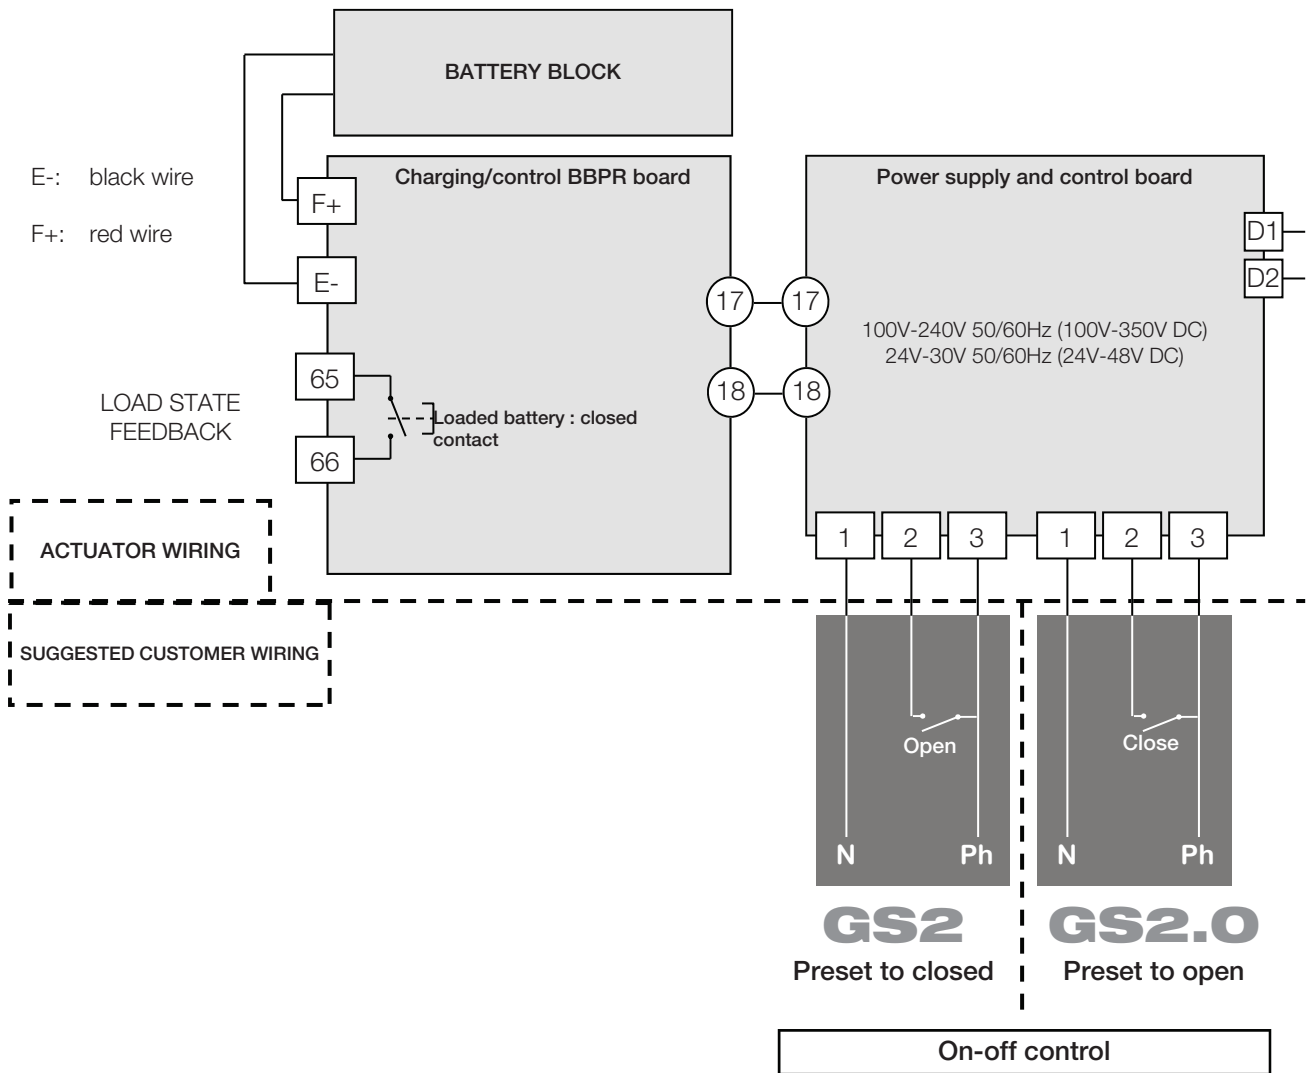 BATTERY BLOCK
E-: black wire
F+: red wire
Charging/control BBPR board
F+
E-
65
66
LOAD STATE
FEEDBACK
Loaded battery : closed
contact
17
17
18
18
Power supply and control board
D1
D2
100V-240V 50/60Hz (100V-350V DC)
24V-30V 50/60Hz (24V-48V DC)
1 2 3 1 2 3
ACTUATOR WIRING
SUGGESTED CUSTOMER WIRING
Open
Close
N Ph N Ph
GS2
Preset to closed
GS2.0
Preset to open
On-off control